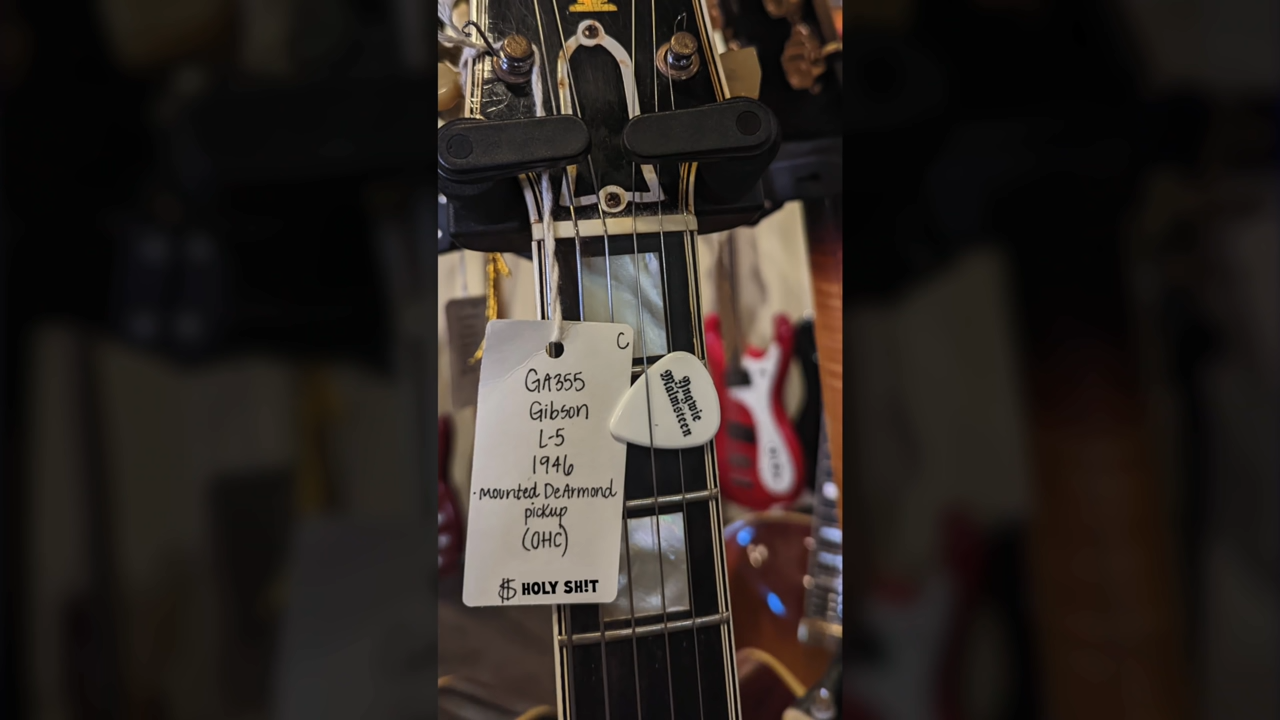 C
GA355
Gibson
L-5
1946
· mounted DeArmond
pickup
(OHC)
$ HOLY SH!T
Yngwie
Malmsteen